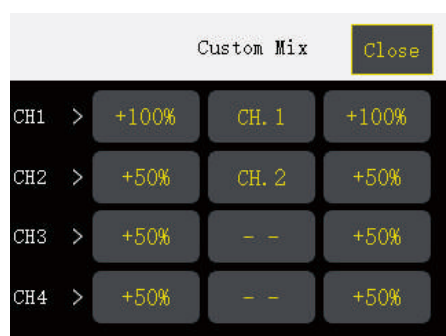 Custom Mix Close
CH1 > +100% CH. 1 +100%
CH2 > +50% CH. 2 +50%
CH3 > +50% - - +50%
CH4 > +50% - - +50%